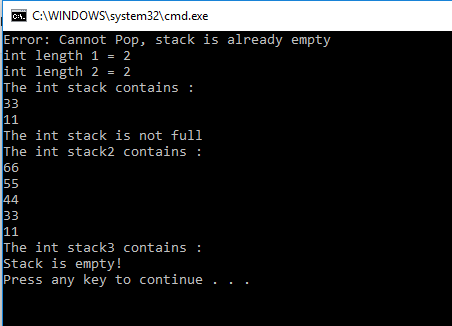 C:\WINDOWS\system32\cmd.exe
Error: Cannot Pop, stack is already empty
int length 1 = 2
int length 2 = 2
The int stack contains :
33
11
The int stack is not full
The int stack2 contains :
66
55
44
33
11
The int stack3 contains :
Stack is empty!
Press any key to continue . . .